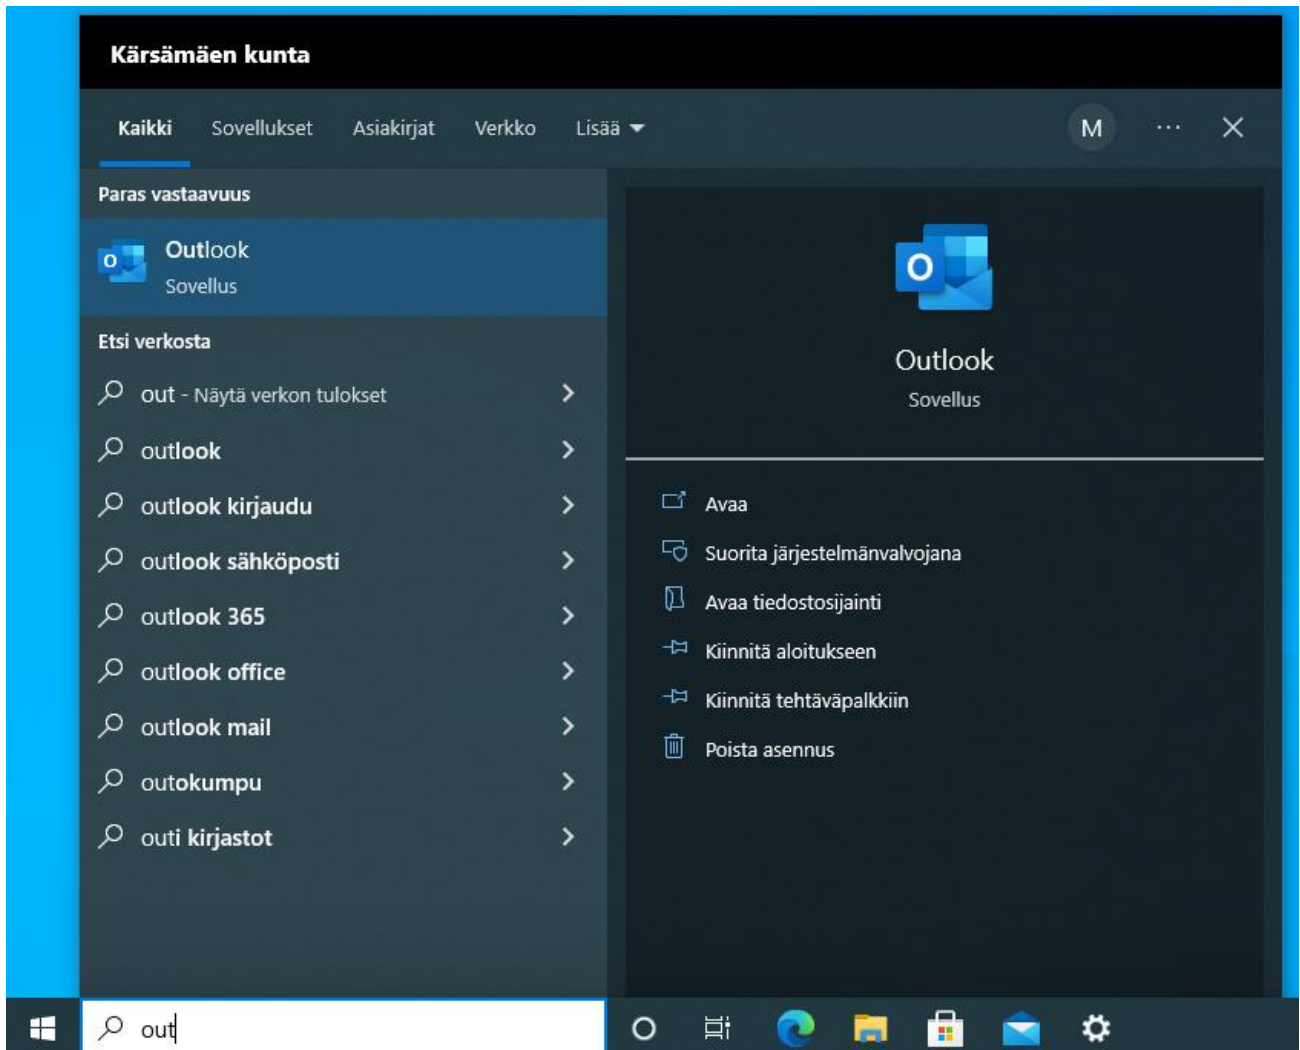 Kärsämäen kunta
Kaikki Sovellukset Asiakirjat Verkko Lisää M ...
Paras vastaavuus
Outlook
Sovellus
Etsi verkosta
out - Näytä verkon tulokset
outlook
outlook kirjaudu
outlook sähköposti
outlook 365
outlook office
outlook mail
outokumpu
outi kirjastot
O
Outlook
Sovellus
Avaa
Suorita järjestelmänvalvojana
Avaa tiedostosijainti
Kiinnitä aloitukseen
Kiinnitä tehtäväpalkkiin
Poista asennus
out